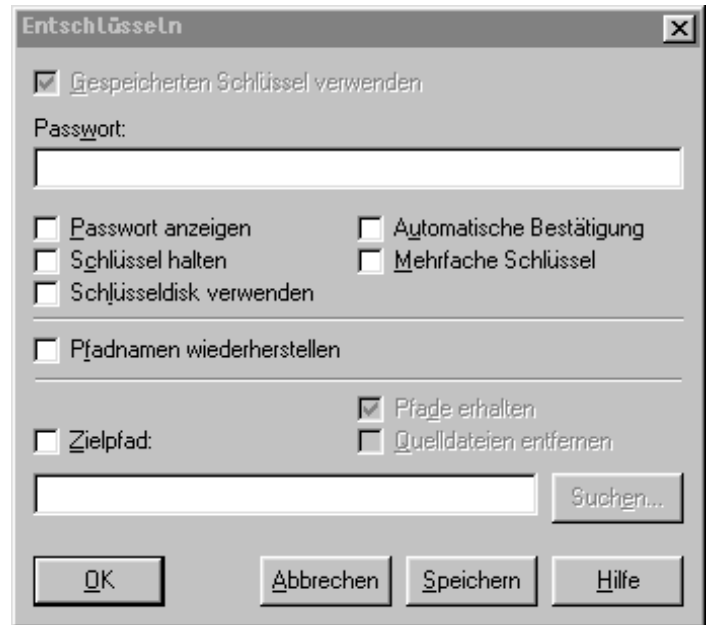 Entschlüsseln
Gespeicherten Schlüssel verwenden
Passwort:
Passwort anzeigen
Automatische Bestätigung
Schlüssel halten
Mehrfache Schlüssel
Schlüsseldisk verwenden
Pfadnamen wiederherstellen
Pfade erhalten
Zielpfad:
Quelldateien entfernen
Suchen...
OK
Abbrechen
Speichern
Hilfe